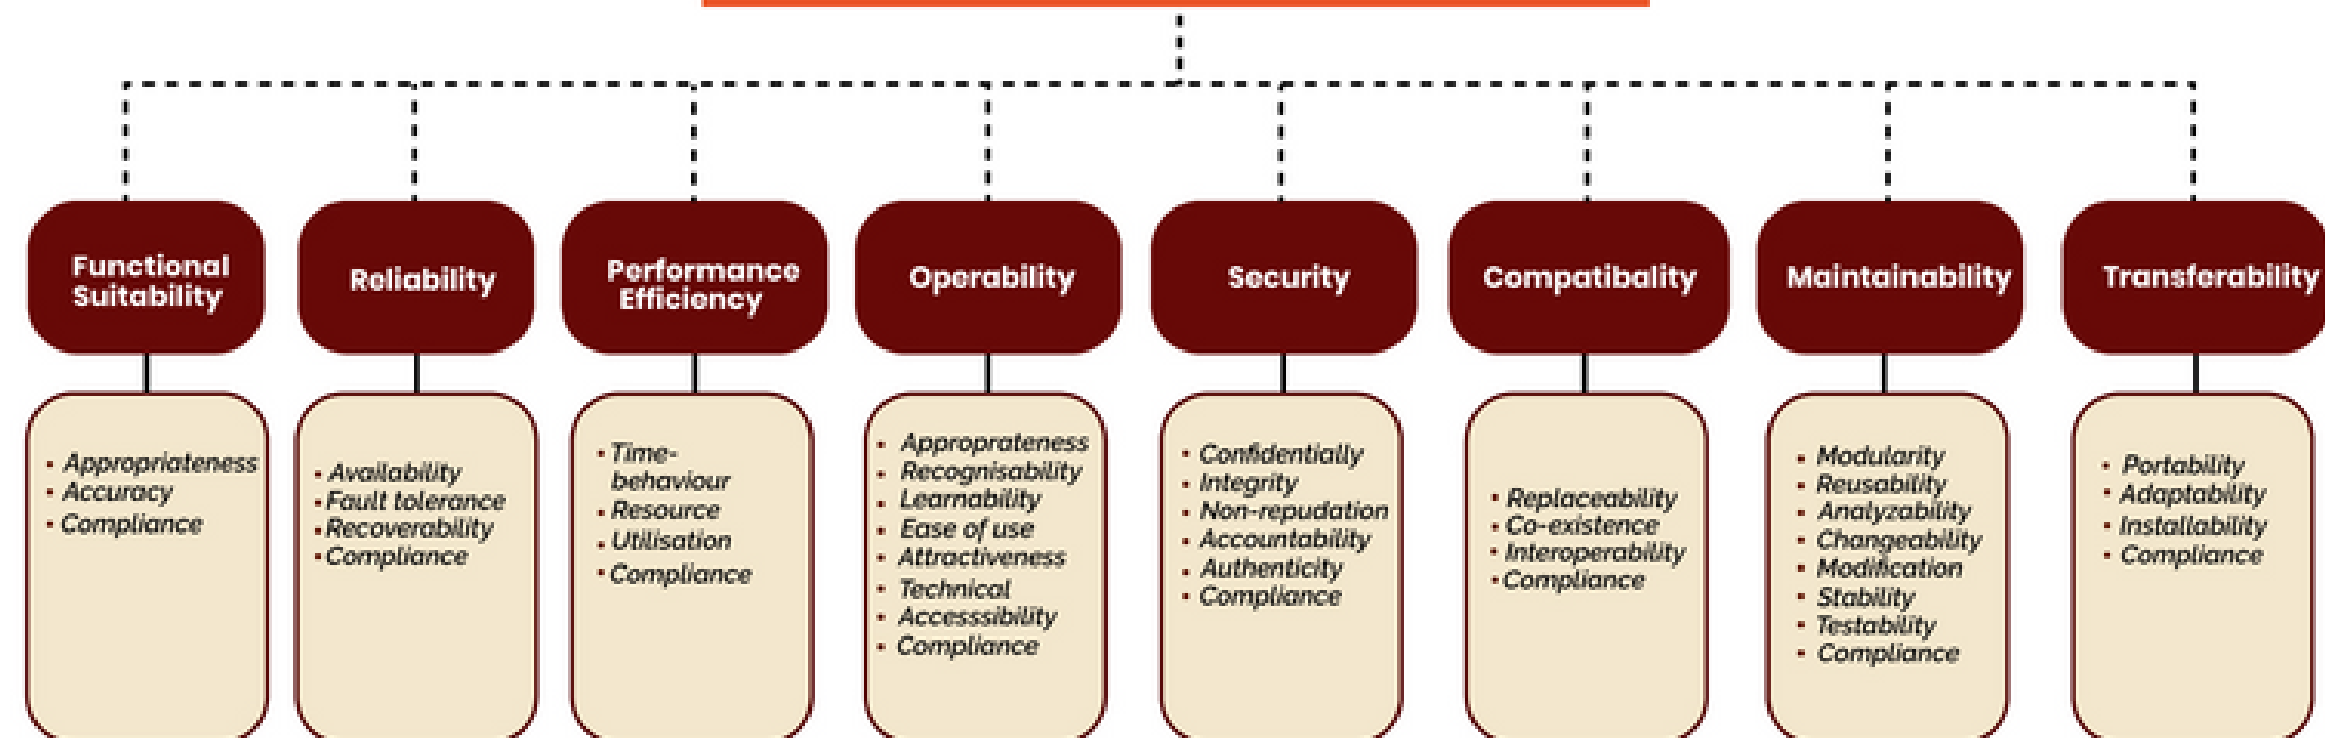 Functional
Suitability
Reliability
Performance
Efficiency
Operability
Security
Compatibality
Maintainability
Transferability
• Appropriateness
• Accuracy
• Compliance
• Availability
• Fault tolerance
• Recoverability
• Compliance
• Time-
behaviour
• Resource
• Utilisation
• Compliance
• Approprateness
• Recognisability
• Learnability
• Ease of use
• Attractiveness
• Technical
• Accesssibility
• Compliance
• Confidentially
• Integrity
• Non-repudation
• Accountability
• Authenticity
• Compliance
• Replaceability
• Co-existence
• Interoperability
• Compliance
• Modularity
• Reusability
• Analyzability
• Changeability
• Modification
• Stability
• Testability
• Compliance
• Portability
• Adaptability
• Installability
• Compliance